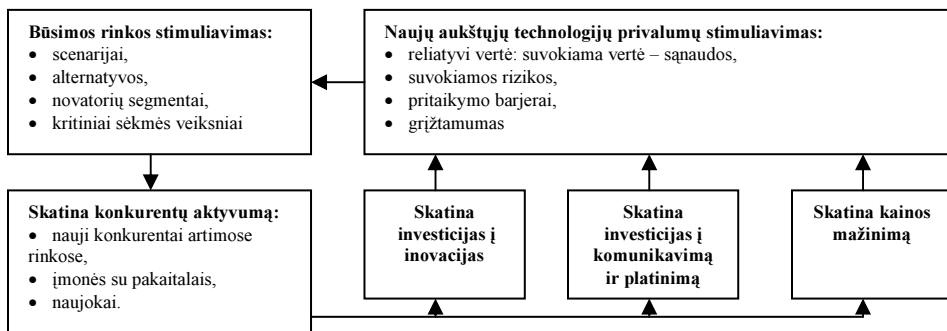 Būsimos rinkos stimuliavimas:
• scenarijai,
• alternatyvos,
• novatorių segmentai,
• kritiniai sėkmės veiksniai
Naujų aukštųjų technologijų privalumų stimuliavimas:
• reliatyvi vertė: suvokiama vertė – sąnaudos,
• suvokiamos rizikos,
• pritaikymo barjerai,
• grįžtamumas
Skatina konkurentų aktyvumą:
• nauji konkurentai artimose
rinkose,
• įmonės su pakaitalais,
• naujokai.
Skatina
investicijas į
inovacijas
Skatina
investicijas į
komunikavimą
ir platinimą
Skatina kainos
mažinimą